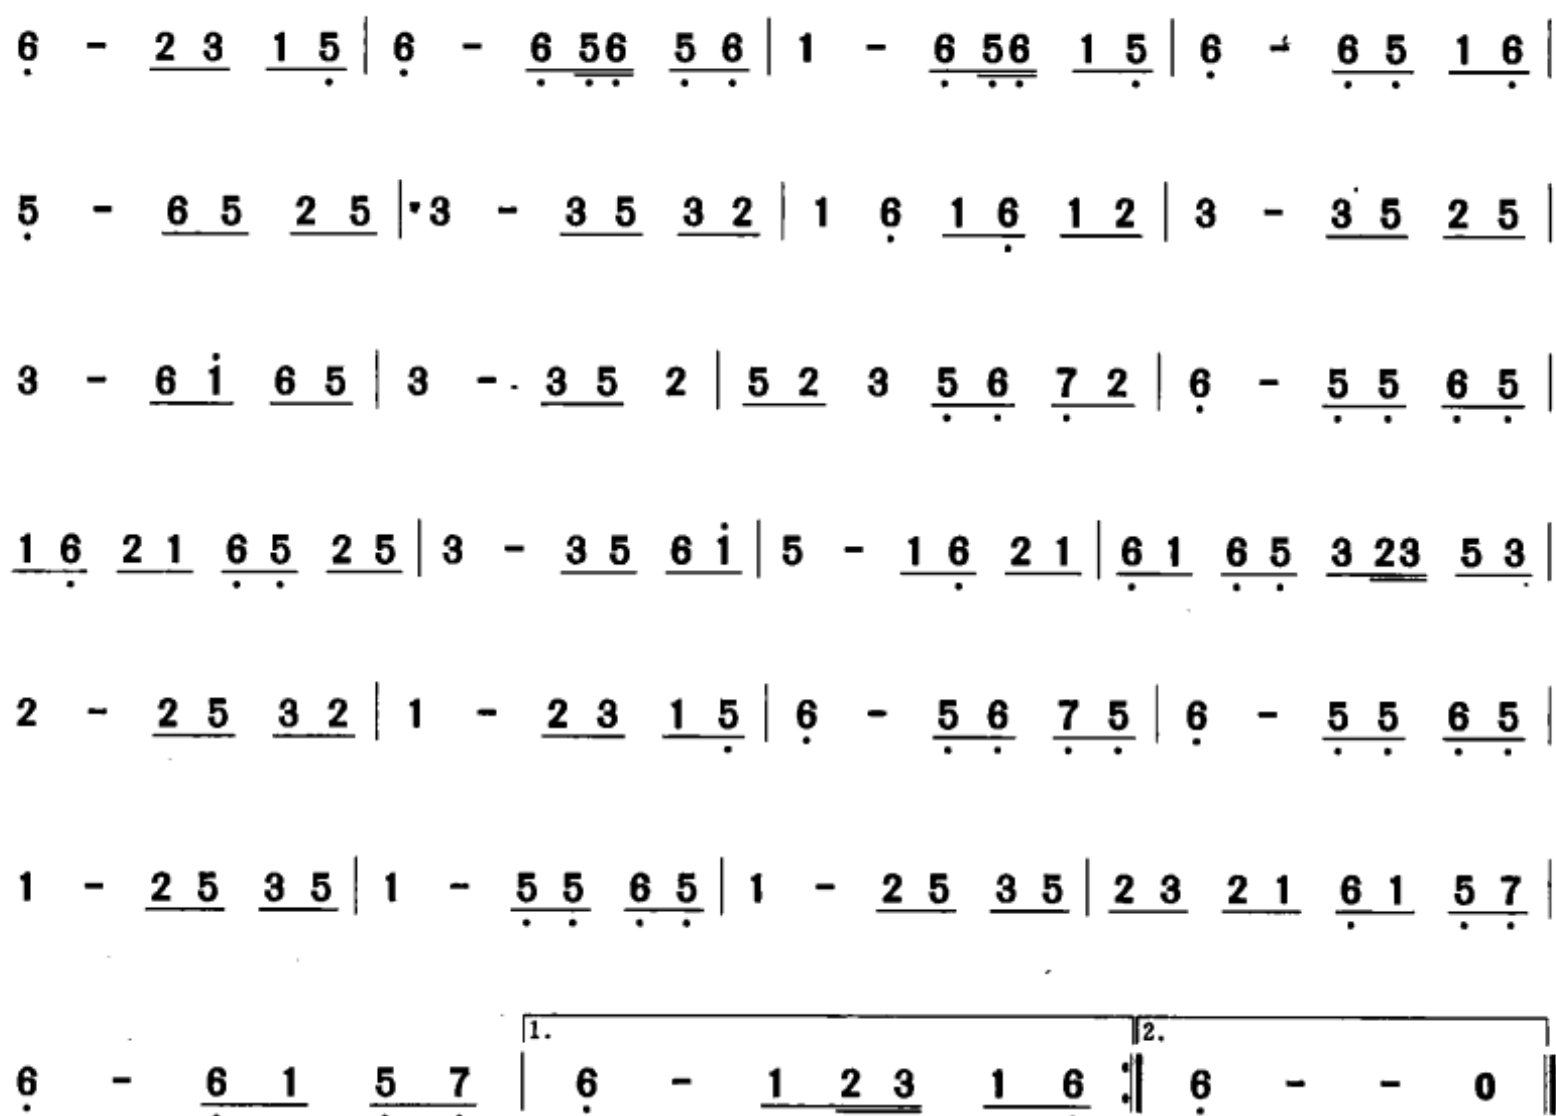 6̣ - 2 3 1 5̣ | 6̣ - 6̣ 5̣6̣ 5̣ 6̣ | 1 - 6̣ 5̣6̣ 1 5̣ | 6̣ - 6̣ 5̣ 1 6̣ |
5̣ - 6 5 2 5 | 3 - 3 5 3 2 | 1 6̣ 1 6̣ 1 2 | 3 - 3 5 2 5 |
3 - 6 1̇ 6 5 | 3 - 3 5 2 | 5 2 3 5̣ 6̣ 7̣ 2 | 6̣ - 5̣ 5̣ 6̣ 5̣ |
1 6̣ 2 1 6̣ 5̣ 2 5 | 3 - 3 5 6 1̇ | 5 - 1 6̣ 2 1 | 6̣ 1 6̣ 5̣ 3 23 5 3 |
2 - 2 5 3 2 | 1 - 2 3 1 5̣ | 6̣ - 5̣ 6̣ 7̣ 5̣ | 6̣ - 5̣ 5̣ 6̣ 5̣ |
1 - 2 5 3 5 | 1 - 5̣ 5̣ 6̣ 5̣ | 1 - 2 5 3 5 | 2 3 2 1 6̣ 1 5̣ 7̣ |
1. 2.
6̣ - 6̣ 1 5̣ 7̣ | 6̣ - 1 2 3 1 6̣ :‖ 6̣ - - 0 ‖